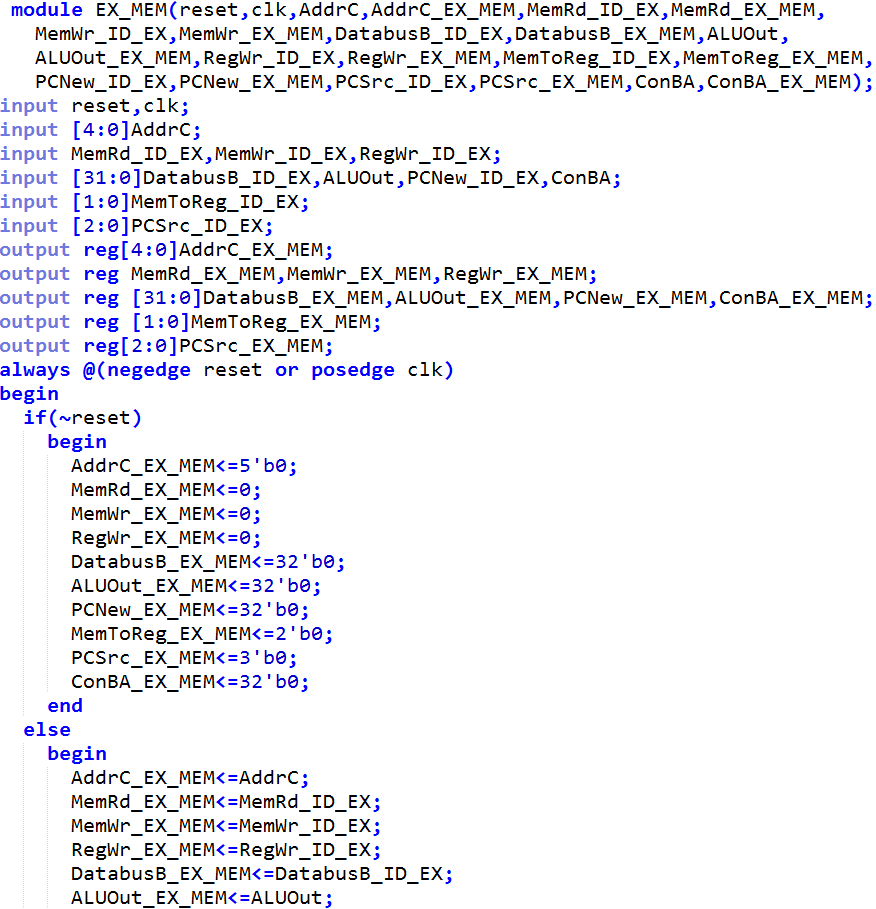 module EX_MEM(reset,clk,AddrC,AddrC_EX_MEM,MemRd_ID_EX,MemRd_EX_MEM,
MemWr_ID_EX,MemWr_EX_MEM,DatabusB_ID_EX,DatabusB_EX_MEM,ALUOut,
ALUOut_EX_MEM,RegWr_ID_EX,RegWr_EX_MEM,MemToReg_ID_EX,MemToReg_EX_MEM,
PCNew_ID_EX,PCNew_EX_MEM,PCSrc_ID_EX,PCSrc_EX_MEM,ConBA,ConBA_EX_MEM);
input reset,clk;
input [4:0]AddrC;
input MemRd_ID_EX,MemWr_ID_EX,RegWr_ID_EX;
input [31:0]DatabusB_ID_EX,ALUOut,PCNew_ID_EX,ConBA;
input [1:0]MemToReg_ID_EX;
input [2:0]PCSrc_ID_EX;
output reg[4:0]AddrC_EX_MEM;
output reg MemRd_EX_MEM,MemWr_EX_MEM,RegWr_EX_MEM;
output reg [31:0]DatabusB_EX_MEM,ALUOut_EX_MEM,PCNew_EX_MEM,ConBA_EX_MEM;
output reg [1:0]MemToReg_EX_MEM;
output reg[2:0]PCSrc_EX_MEM;
always @(negedge reset or posedge clk)
begin
if(~reset)
begin
AddrC_EX_MEM<=5'b0;
MemRd_EX_MEM<=0;
MemWr_EX_MEM<=0;
RegWr_EX_MEM<=0;
DatabusB_EX_MEM<=32'b0;
ALUOut_EX_MEM<=32'b0;
PCNew_EX_MEM<=32'b0;
MemToReg_EX_MEM<=2'b0;
PCSrc_EX_MEM<=3'b0;
ConBA_EX_MEM<=32'b0;
end
else
begin
AddrC_EX_MEM<=AddrC;
MemRd_EX_MEM<=MemRd_ID_EX;
MemWr_EX_MEM<=MemWr_ID_EX;
RegWr_EX_MEM<=RegWr_ID_EX;
DatabusB_EX_MEM<=DatabusB_ID_EX;
ALUOut_EX_MEM<=ALUOut;